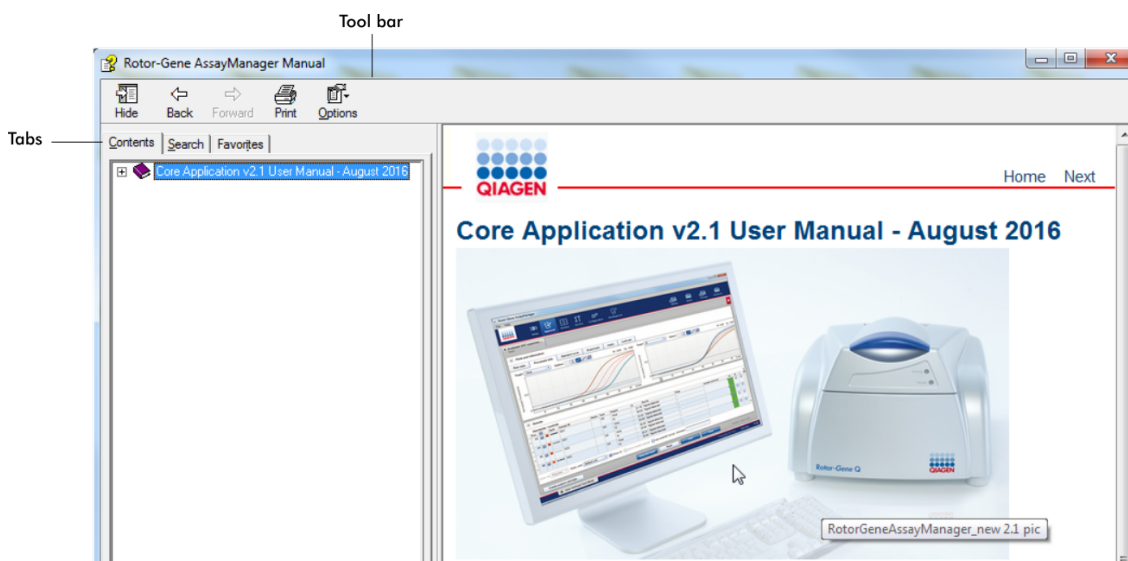 Tool bar
Rotor-Gene AssayManager Manual
Hide Back Forward Print Options
Tabs
Contents Search Favorites
Core Application v2.1 User Manual - August 2016
QIAGEN
Home Next
Core Application v2.1 User Manual - August 2016
Rotor-Gene Q
QIAGEN
RotorGeneAssayManager_new 2.1 pic